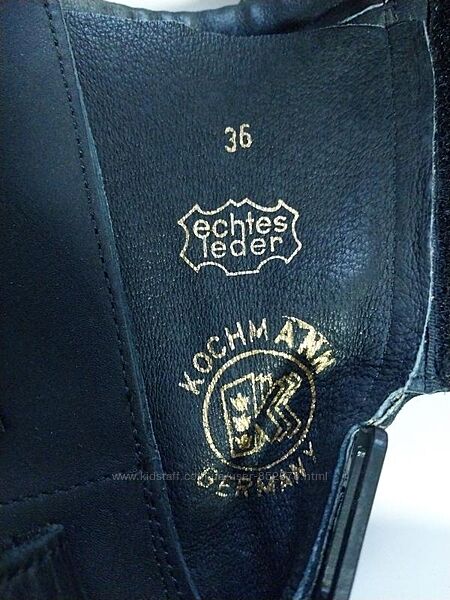 36
echtes
leder
KOCHMANN
GERMANY